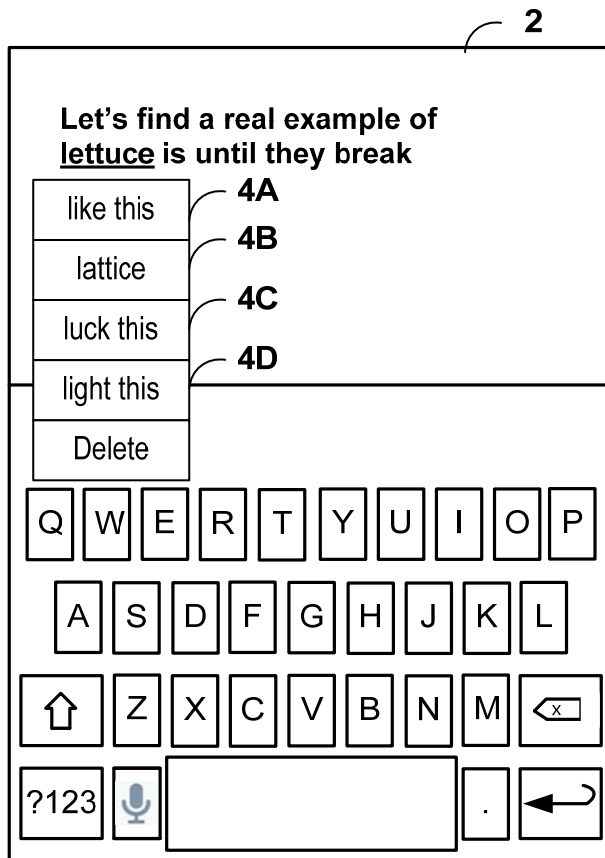 2
Let's find a real example of
lettuce is until they break
like this
4A
lattice
4B
luck this
4C
light this
4D
Delete
Q W E R T Y U I O P
A S D F G H J K L
Z X C V B N M x
?123 .